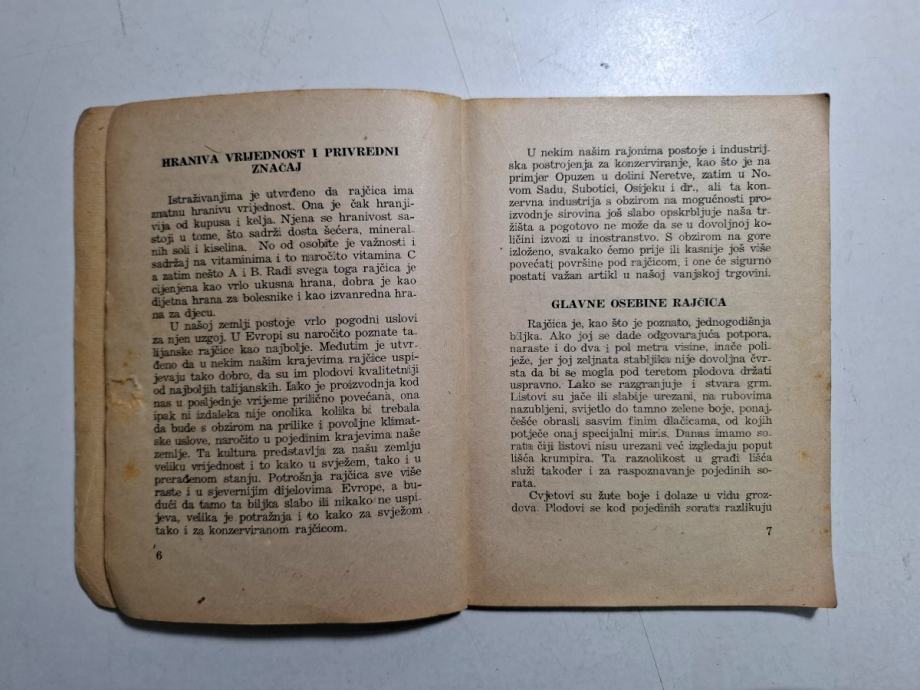 HRANIVA VRIJEDNOST I PRIVREDNI
ZNAČAJ
Istraživanjima je utvrđeno da rajčica ima
znatnu hranivu vrijednost. Ona je čak hranji-
vija od kupusa i kelja. Njena se hranivost sa-
stoji u tome, što sadrži dosta šećera, mineral-
nih soli i kiselina. No od osobite je važnosti i
sadržaj na vitaminima i to naročito vitamina C
a zatim nešto A i B. Radi svega toga rajčica je
cijenjena kao vrlo ukusna hrana, dobra je kao
dijetna hrana za bolesnike i kao izvanredna hra-
na za djecu.
U našoj zemlji postoje vrlo pogodni uslovi
za njen uzgoj. U Evropi su naročito poznate ta-
lijanske rajčice kao najbolje. Međutim je utvr-
đeno da u nekim našim krajevima rajčice uspi-
jevaju tako dobro, da su im plodovi kvalitetniji
od najboljih talijanskih. Iako je proizvodnja kod
nas u posljednje vrijeme prilično povećana, ona
ipak ni izdaleka nije onolika kolika bi trebala
da bude s obzirom na prilike i povoljne klimat-
ske uslove, naročito u pojedinim krajevima naše
zemlje. Ta kultura predstavlja za našu zemlju
veliku vrijednost i to kako u svježem, tako i u
prerađenom stanju. Potrošnja rajčica sve više
raste i u sjevernijim dijelovima Evrope, a bu-
dući da tamo ta biljka slabo ili nikako ne uspi-
jeva, velika je potražnja i to kako za svježom
tako i za konzerviranom rajčicom.
6
U nekim našim rajonima postoje i industrij-
ska postrojenja za konzerviranje, kao što je na
primjer Opuzen u dolini Neretve, zatim u No-
vom Sadu, Subotici, Osijeku i dr., ali ta kon-
zervna industrija s obzirom na mogućnosti pro-
izvodnje sirovina još slabo opskrbljuje naša tr-
žišta a pogotovo ne može da se u dovoljnoj ko-
ličini izvozi u inostranstvo. S obzirom na gore
izloženo, svakako ćemo prije ili kasnije još više
povećati površine pod rajčicom, i one će sigurno
postati važan artikl u našoj vanjskoj trgovini.
GLAVNE OSEBINE RAJČICA
Rajčica je, kao što je poznato, jednogodišnja
biljka. Ako joj se dade odgovarajuća potpora,
naraste i do dva i pol metra visine, inače poli-
ježe, jer joj zeljnata stabljika nije dovoljna čvr-
sta da bi se mogla pod teretom plodova držati
uspravno. Lako se razgranjuje i stvara grm.
Listovi su jače ili slabije urezani, na rubovima
nazubljeni, svijetlo do tamno zelene boje, ponaj-
češće obrasli sasvim finim dlačicama, od kojih
potječe onaj specijalni miris. Danas imamo so-
rata čiji listovi nisu urezani već izgledaju poput
lišća krumpira. Ta raznolikost u građi lišća
služi također i za raspoznavanje pojedinih so-
rata.
Cvjetovi su žute boje i dolaze u vidu groz-
dova. Plodovi se kod pojedinih sorata razlikuju
7